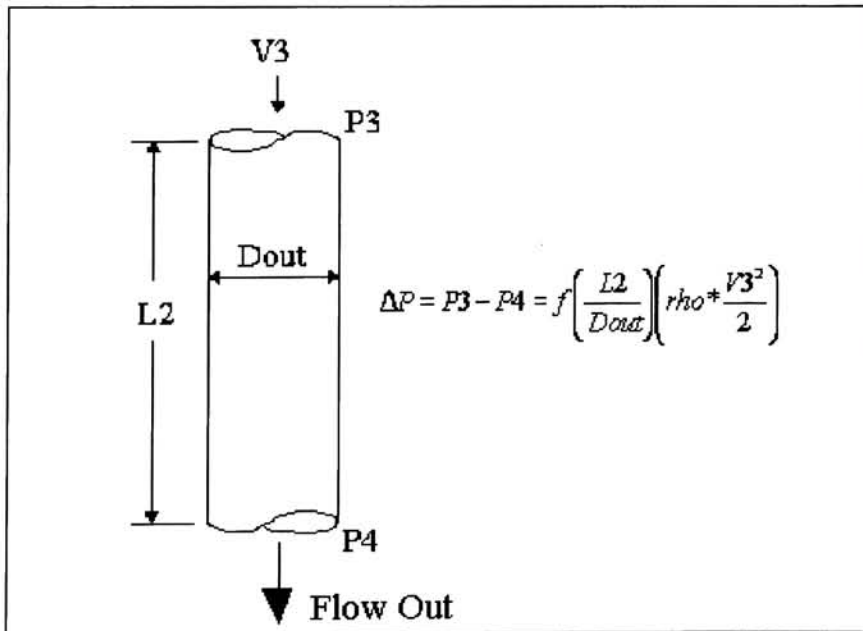 V3
P3
Dout
L2
ΔP = P3 − P4 = f(L2/Dout)(rho*V3²/2)
P4
Flow Out